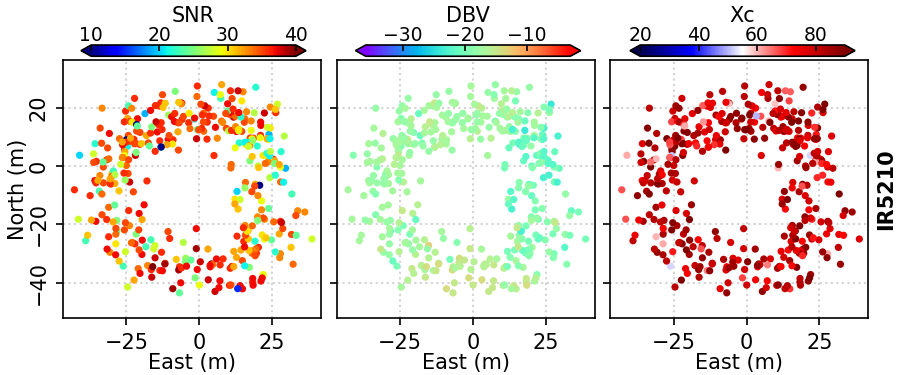 SNR DBV Xc
10 20 30 40 −30 −20 −10 20 40 60 80
20
0
−20
−40
North (m)
IR5210
−25 0 25 −25 0 25 −25 0 25
East (m) East (m) East (m)